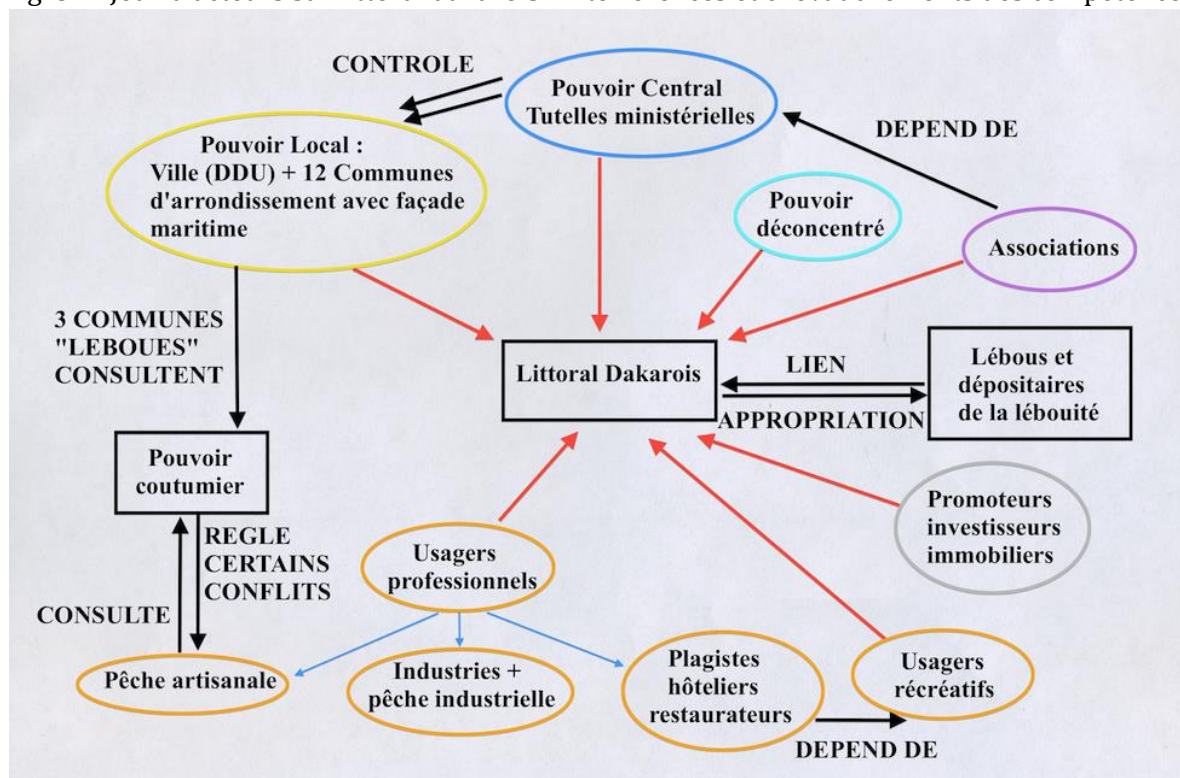 CONTROLE
Pouvoir Central
Tutelles ministérielles
DEPEND DE
Pouvoir Local :
Ville (DDU) + 12 Communes
d'arrondissement avec façade
maritime
Pouvoir
déconcentré
Associations
3 COMMUNES
"LEBOUES"
CONSULTENT
Littoral Dakarois
LIEN
APPROPRIATION
Lébous et
dépositaires
de la lébouité
Pouvoir
coutumier
REGLE
CERTAINS
CONFLITS
CONSULTE
Usagers
professionnels
Promoteurs
investisseurs
immobiliers
Pêche artisanale
Industries +
pêche industrielle
Plagistes
hôteliers
restaurateurs
Usagers
récréatifs
DEPEND DE